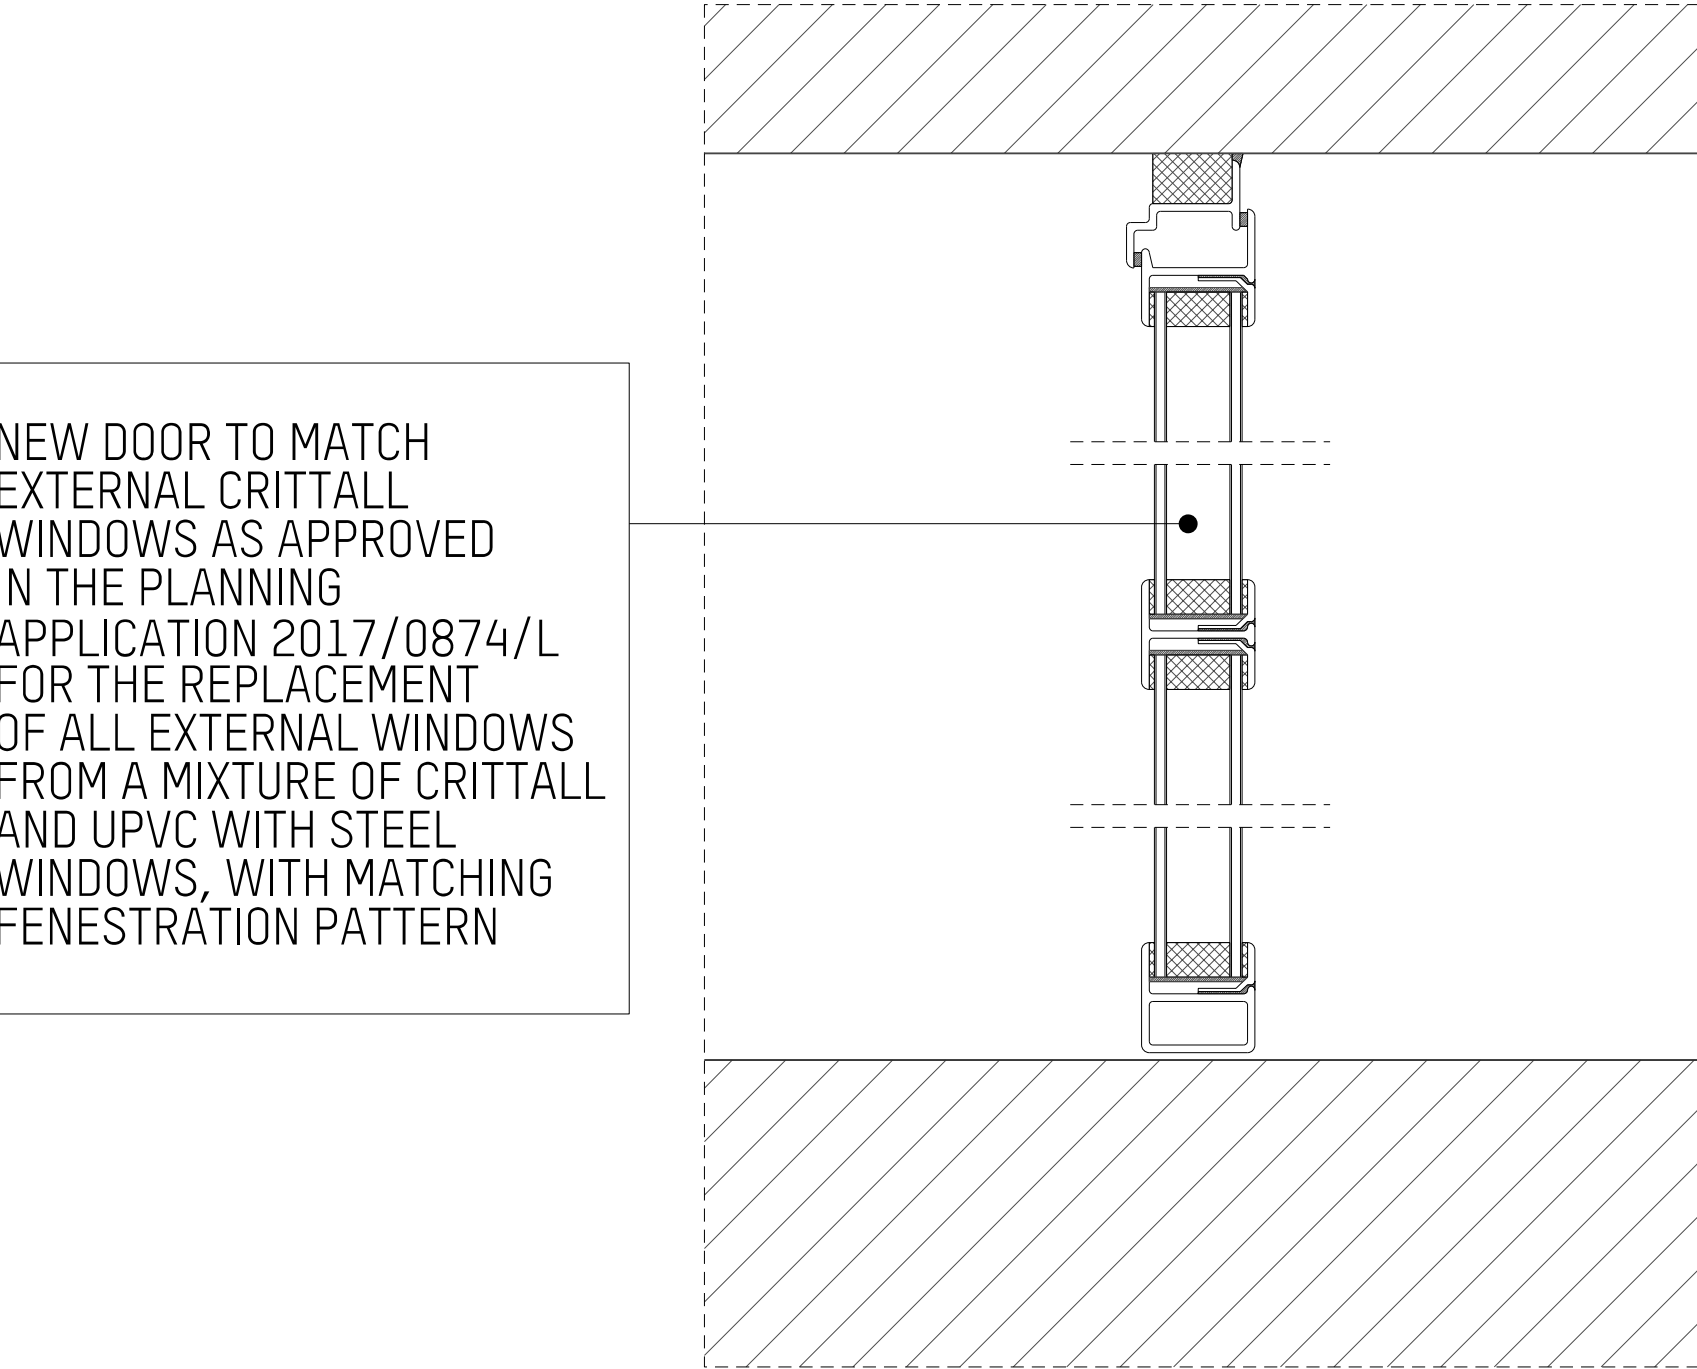 NEW DOOR TO MATCH
EXTERNAL CRITTALL
WINDOWS AS APPROVED
IN THE PLANNING
APPLICATION 2017/0874/L
FOR THE REPLACEMENT
OF ALL EXTERNAL WINDOWS
FROM A MIXTURE OF CRITTALL
AND UPVC WITH STEEL
WINDOWS, WITH MATCHING
FENESTRATION PATTERN